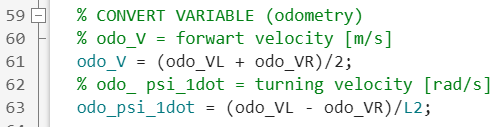 59 % CONVERT VARIABLE (odometry)
60 % odo_V = forwart velocity [m/s]
61 odo_V = (odo_VL + odo_VR)/2;
62 % odo_ psi_1dot = turning velocity [rad/s]
63 odo_psi_1dot = (odo_VL - odo_VR)/L2;